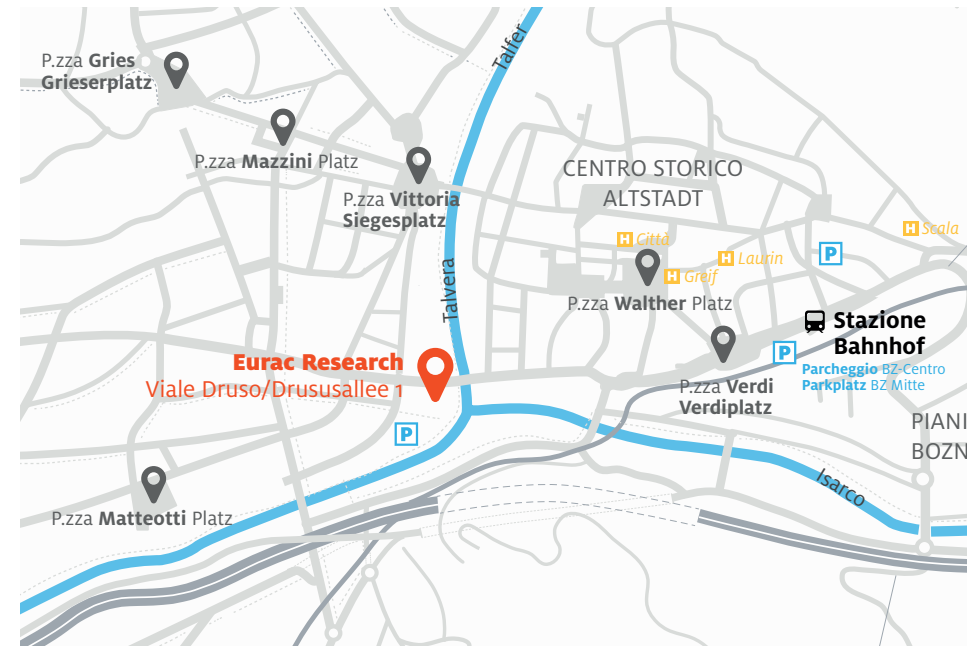 Talfer
P.zza Gries
Grieserplatz
P.zza Mazzini Platz
CENTRO STORICO
ALTSTADT
P.zza Vittoria
Siegesplatz
H Scala
H Città
P
H Laurin
H Greif
Talvera
P.zza Walther Platz
Stazione
Bahnhof
P
Eurac Research
Viale Druso/Drususallee 1
Parcheggio BZ-Centro
Parkplatz BZ Mitte
P.zza Verdi
Verdiplatz
PIANI
BOZN
P
Isarco
P.zza Matteotti Platz